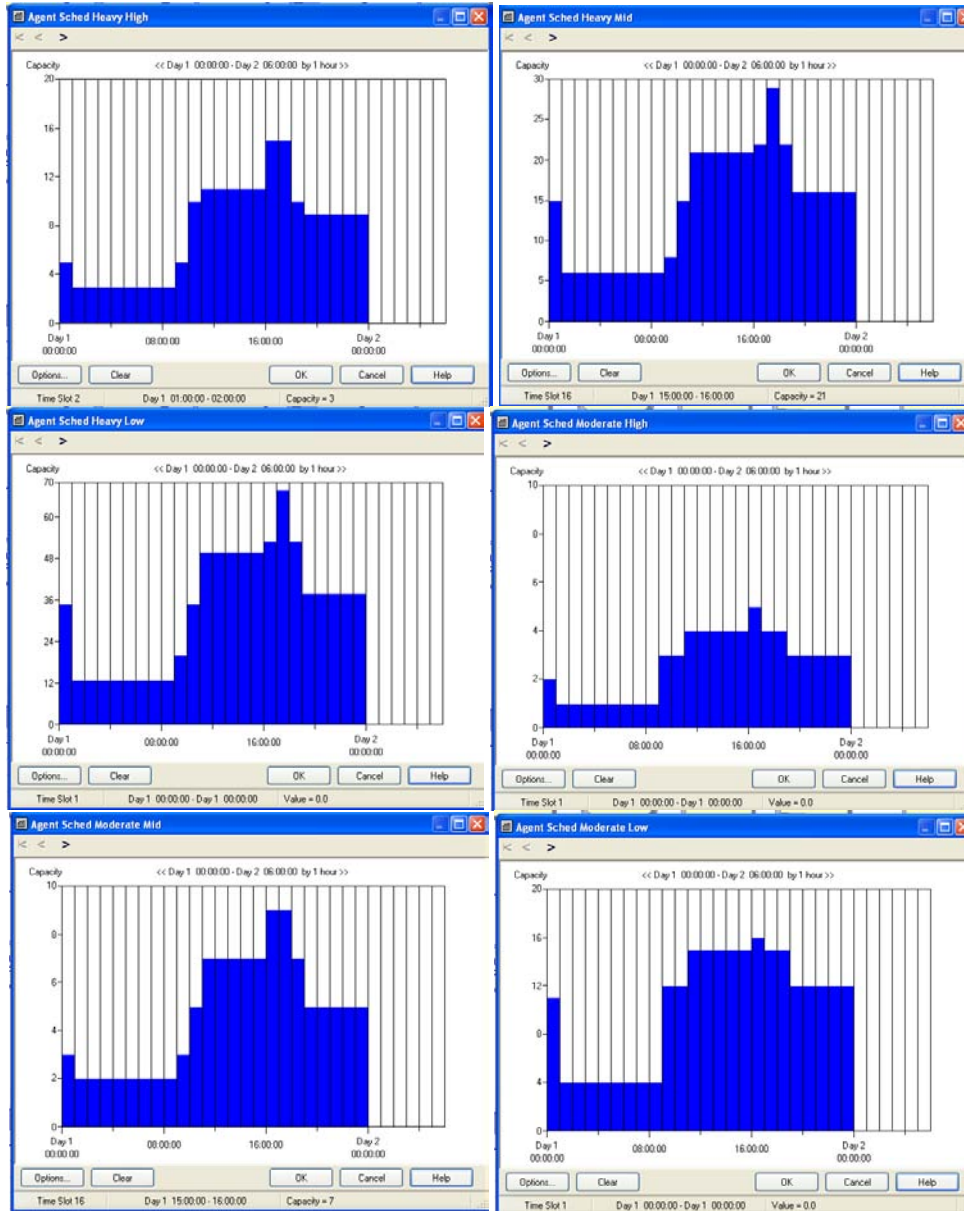 Agent Sched Heavy High
|< < >
Capacity << Day 1 00:00:00 - Day 2 06:00:00 by 1 hour >>
20
16
12
8
4
0
Day 1 08:00:00 16:00:00 Day 2
00:00:00 00:00:00
Options... Clear OK Cancel Help
Time Slot 2 Day 1 01:00:00 - 02:00:00 Capacity = 3
Agent Sched Heavy Mid
|< < >
Capacity << Day 1 00:00:00 - Day 2 06:00:00 by 1 hour >>
30
25
20
15
10
5
0
Day 1 08:00:00 16:00:00 Day 2
00:00:00 00:00:00
Options... Clear OK Cancel Help
Time Slot 16 Day 1 15:00:00 - 16:00:00 Capacity = 21
Agent Sched Heavy Low
|< < >
Capacity << Day 1 00:00:00 - Day 2 06:00:00 by 1 hour >>
70
60
48
36
24
12
0
Day 1 00:00:00 16:00:00 Day 2
00:00:00 00:00:00
Options... Clear OK Cancel Help
Time Slot 1 Day 1 00:00:00 - Day 1 00:00:00 Value = 0.0
Agent Sched Moderate High
|< < >
Capacity << Day 1 00:00:00 - Day 2 06:00:00 by 1 hour >>
10
8
6
4
2
0
Day 1 08:00:00 16:00:00 Day 2
00:00:00 00:00:00
Options... Clear OK Cancel Help
Time Slot 1 Day 1 00:00:00 - Day 1 00:00:00 Value = 0.0
Agent Sched Moderate Mid
|< < >
Capacity << Day 1 00:00:00 - Day 2 06:00:00 by 1 hour >>
10
8
6
4
2
0
Day 1 08:00:00 16:00:00 Day 2
00:00:00 00:00:00
Options... Clear OK Cancel Help
Time Slot 16 Day 1 15:00:00 - 16:00:00 Capacity = 7
Agent Sched Moderate Low
|< < >
Capacity << Day 1 00:00:00 - Day 2 06:00:00 by 1 hour >>
20
16
12
8
4
0
Day 1 08:00:00 16:00:00 Day 2
00:00:00 00:00:00
Options... Clear OK Cancel Help
Time Slot 1 Day 1 00:00:00 - Day 1 00:00:00 Value = 0.0